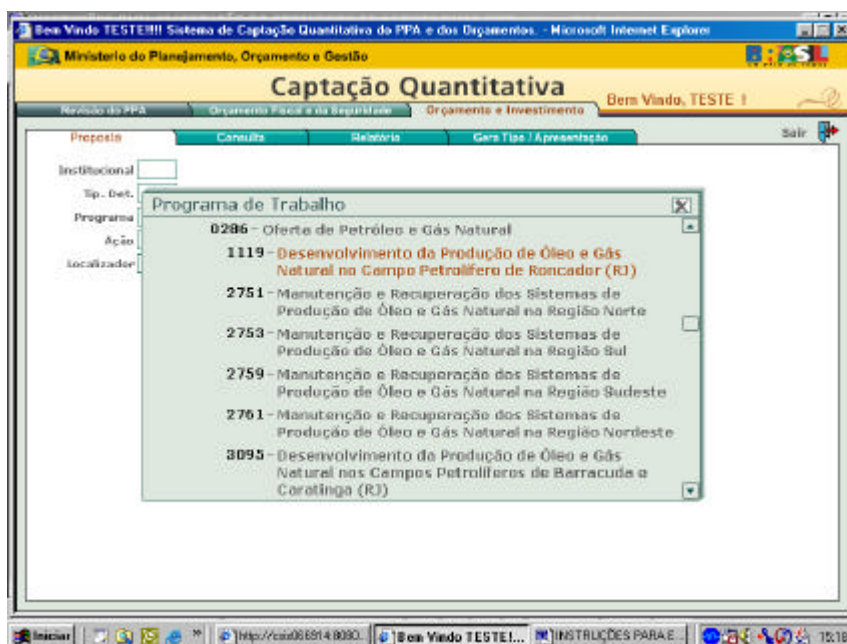 Bem Vindo TESTE!!!! Sistema de Captação Quantitativa do PPA e dos Orçamentos. - Microsoft Internet Explorer
Ministerio do Planejamento, Orçamento e Gestão
BRASIL
Captação Quantitativa
Bem Vindo, TESTE !
Revisão do PPA
Orçamento Fiscal e da Seguridade
Orçamento e Investimento
Proposta
Consulta
Relatório
Gera Tipo / Apresentação
Sair
Institucional
Tip. Det.
Programa
Ação
Localizador
Programa de Trabalho
0286 - Oferta de Petróleo e Gás Natural
1119 - Desenvolvimento da Produção de Óleo e Gás
Natural no Campo Petrolífero de Roncador (RJ)
2751 - Manutenção e Recuperação dos Sistemas de
Produção de Óleo e Gás Natural na Região Norte
2753 - Manutenção e Recuperação dos Sistemas de
Produção de Óleo e Gás Natural na Região Sul
2759 - Manutenção e Recuperação dos Sistemas de
Produção de Óleo e Gás Natural na Região Sudeste
2761 - Manutenção e Recuperação dos Sistemas de
Produção de Óleo e Gás Natural na Região Nordeste
3095 - Desenvolvimento da Produção de Óleo e Gás
Natural nos Campos Petrolíferos de Barracuda e
Caratinga (RJ)
Iniciar
Bem Vindo TESTE!...
INSTRUÇÕES PARA E...
15:18